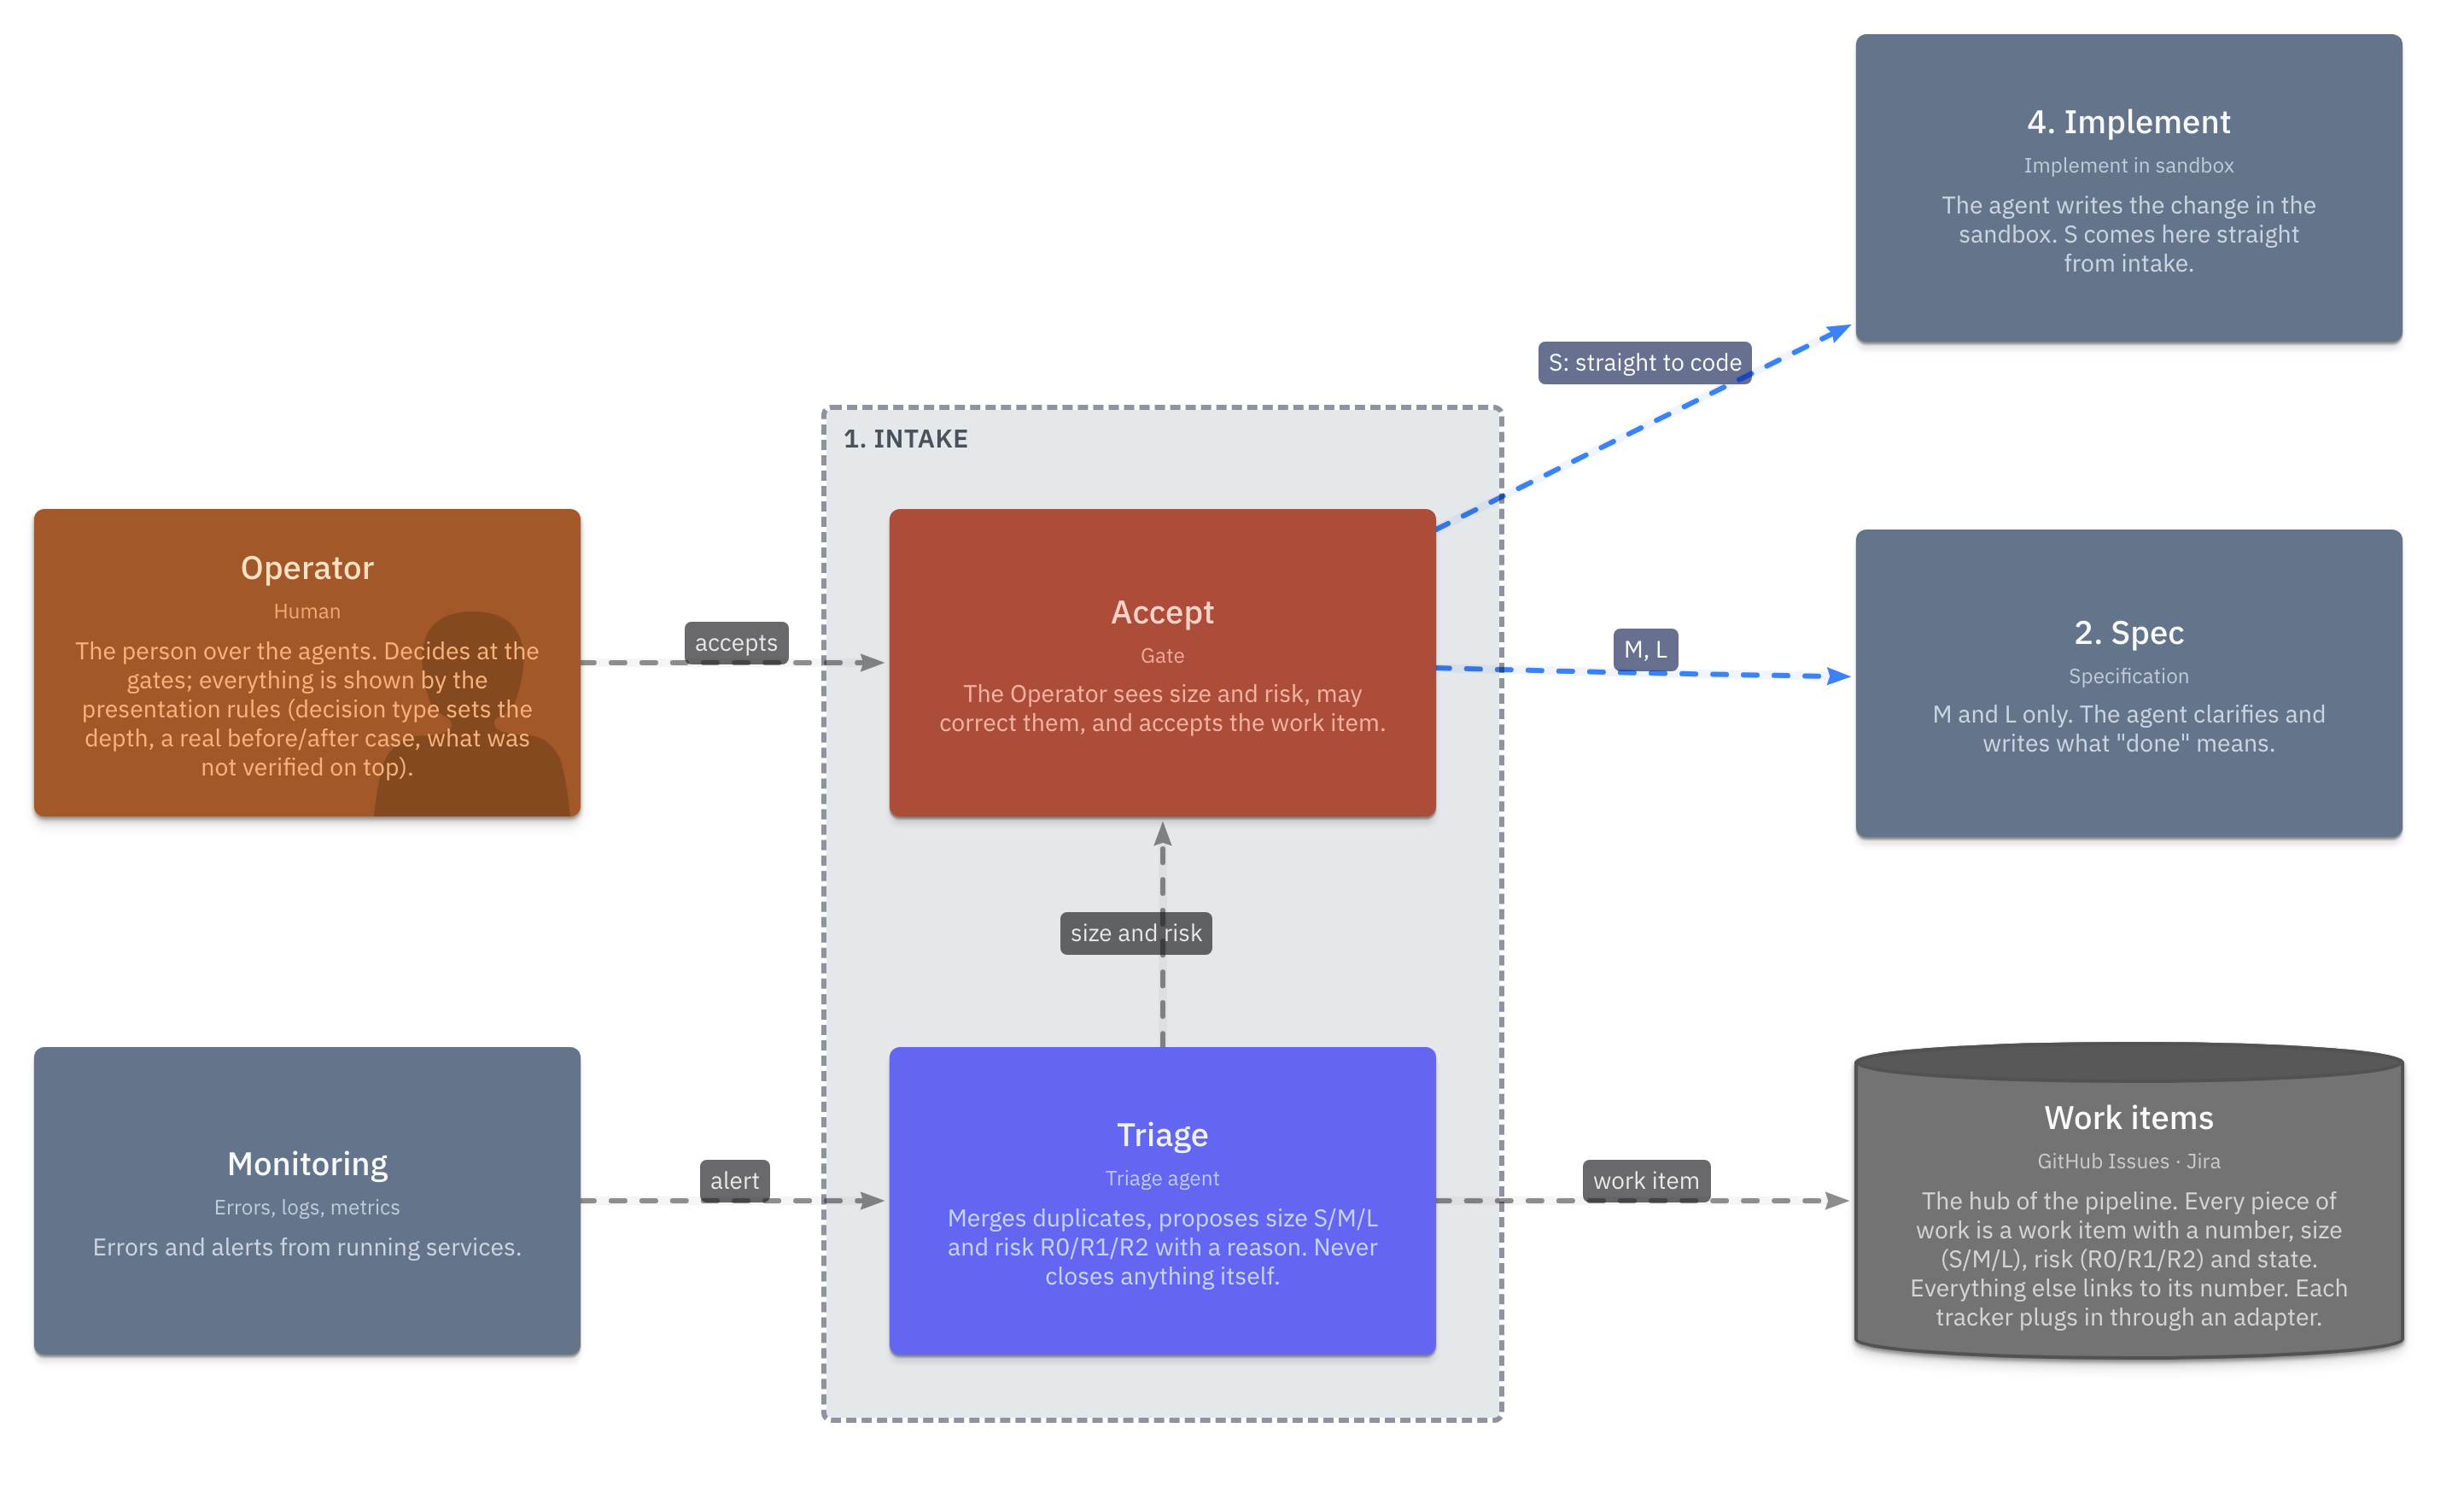 4. Implement
Implement in sandbox
The agent writes the change in the
sandbox. S comes here straight
from intake.
S: straight to code
1. INTAKE
Operator
Human
The person over the agents. Decides at the
gates; everything is shown by the
presentation rules (decision type sets the
depth, a real before/after case, what was
not verified on top).
accepts
Accept
Gate
The Operator sees size and risk, may
correct them, and accepts the work item.
M, L
2. Spec
Specification
M and L only. The agent clarifies and
writes what "done" means.
size and risk
Monitoring
Errors, logs, metrics
Errors and alerts from running services.
alert
Triage
Triage agent
Merges duplicates, proposes size S/M/L
and risk R0/R1/R2 with a reason. Never
closes anything itself.
work item
Work items
GitHub Issues · Jira
The hub of the pipeline. Every piece of
work is a work item with a number, size
(S/M/L), risk (R0/R1/R2) and state.
Everything else links to its number. Each
tracker plugs in through an adapter.